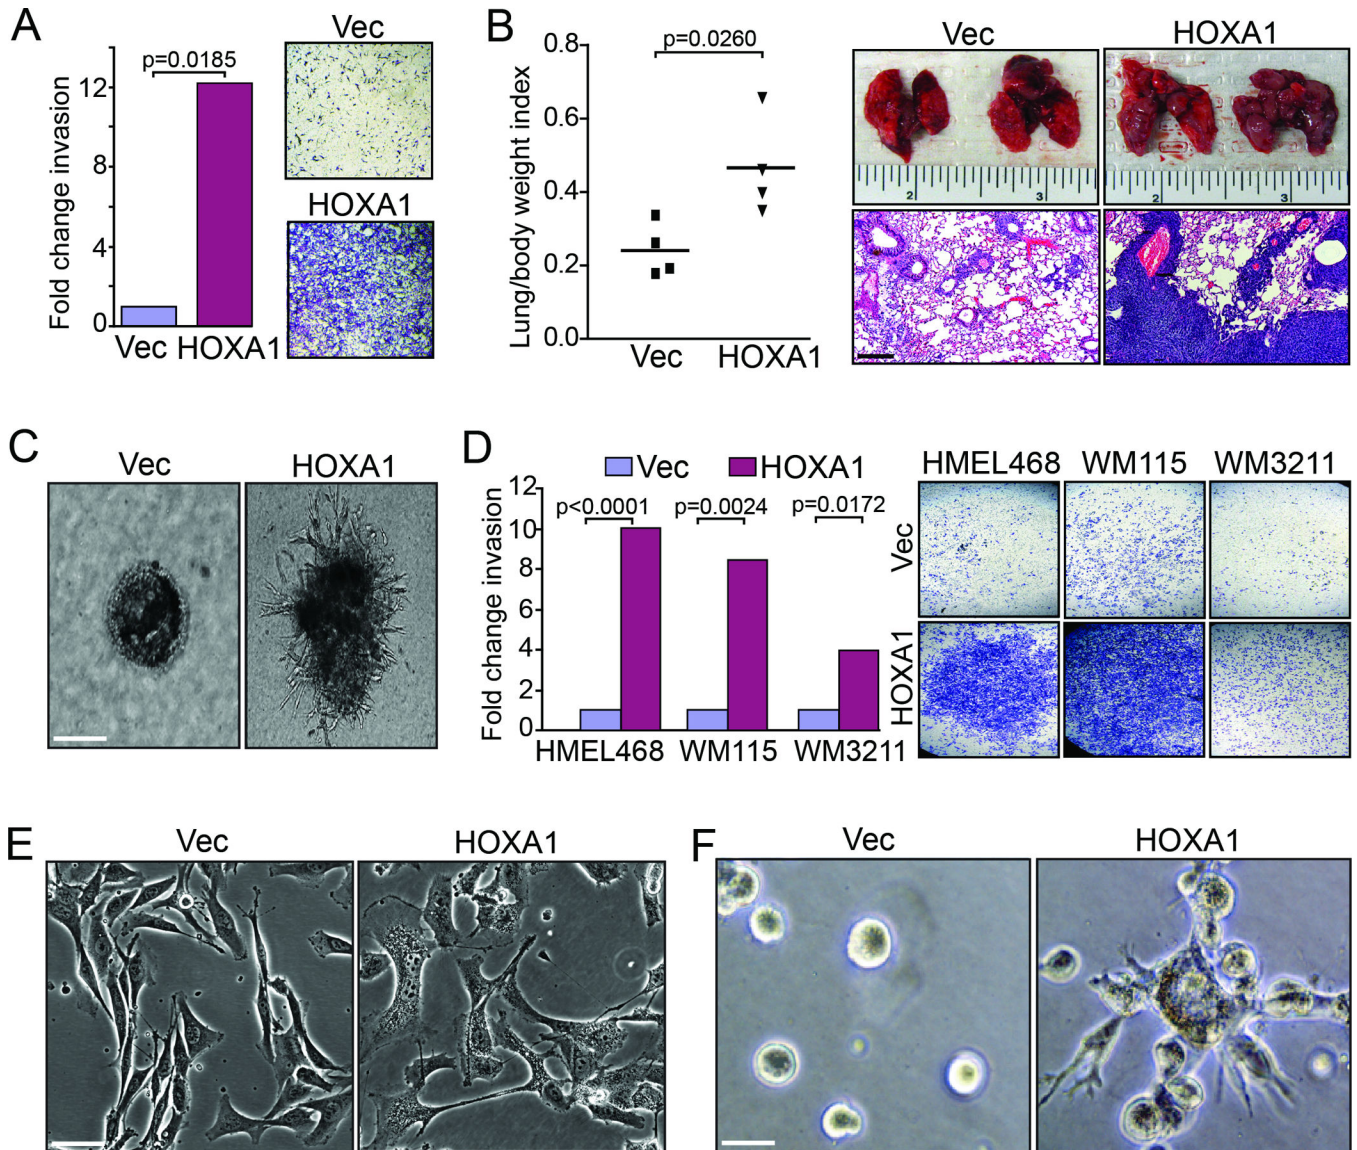 A
Vec
p=0.0185
Fold change invasion
12
8
4
0
Vec HOXA1
HOXA1
B
p=0.0260
Lung/body weight index
0.8
0.6
0.4
0.2
0.0
Vec HOXA1
Vec HOXA1
2 3
2 3
C
Vec HOXA1
D
Vec HOXA1
p<0.0001 p=0.0024 p=0.0172
Fold change invasion
12
10
8
6
4
2
0
HMEL468 WM115 WM3211
HMEL468 WM115 WM3211
Vec
HOXA1
E
Vec HOXA1
F
Vec HOXA1